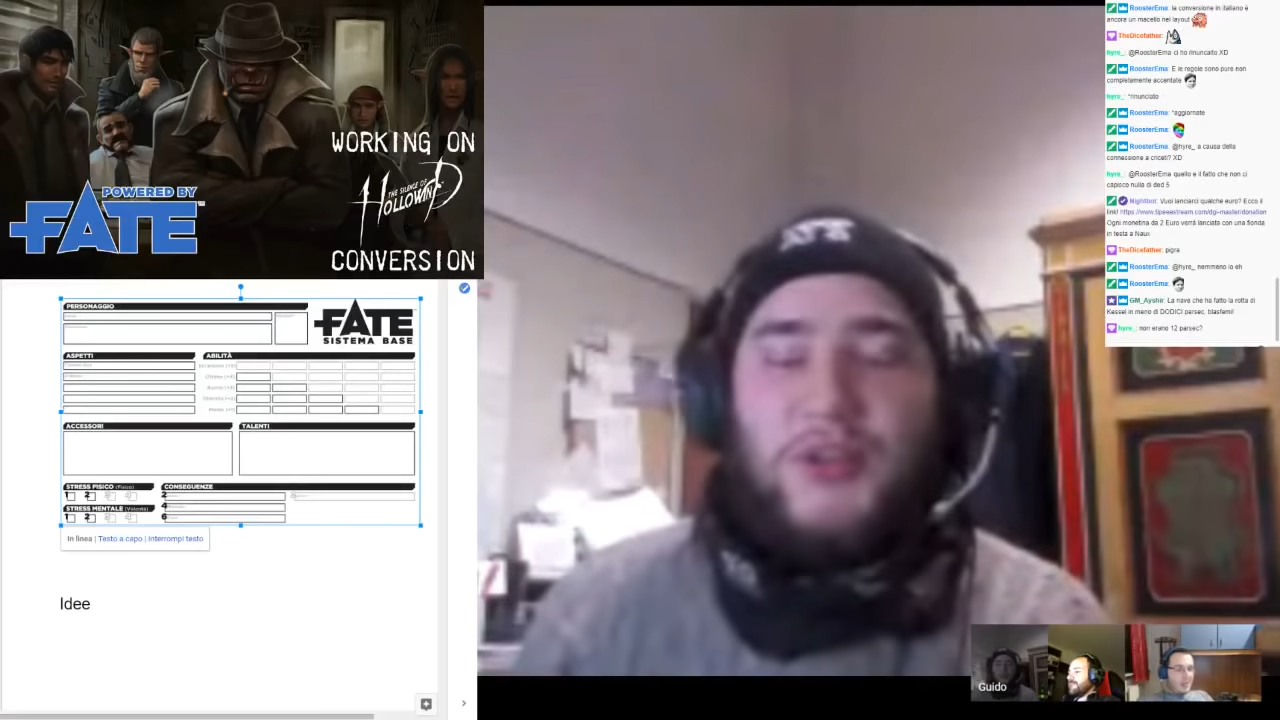 WORKING ON
THE SILENCE OF
HOLLOWIND
CONVERSION
POWERED BY
FATE
™
PERSONAGGIO
FATE
SISTEMA BASE
ASPETTI
ABILITÀ
ACCESSORI
TALENTI
STRESS FISICO (Fisico)
1 2 3 4
STRESS MENTALE (Volontà)
1 2 3 4
CONSEGUENZE
2
4
6
In linea | Testo a capo | Interrompi testo
Idee
RoosterEma: la conversione in italiano è
ancora un macello nel layout
TheDicefather:
hyre_: @RoosterEma ci ho rinuncaito XD
RoosterEma: E le regole sono pure non
completamente accentate
hyre_: *rinunciato
RoosterEma: *aggiornate
RoosterEma:
RoosterEma: @hyre_ a causa della
connessione a criceti? XD
hyre_: @RoosterEma quello e il fatto che non ci
capisco nulla di ded 5
Nightbot: Vuoi lanciarci qualche euro? Ecco il
link! https://www.tipeeestream.com/dgi-master/donation
Ogni monetina da 2 Euro verrà lanciata con una fionda
in testa a Naux
TheDicefather: pigra
RoosterEma: @hyre_ nemmeno io eh
RoosterEma:
GM_Ayshir: La nave che ha fatto la rotta di
Kessel in meno di DODICI parsec, blasfemi!
hyre_: non erano 12 parsec?
Guido